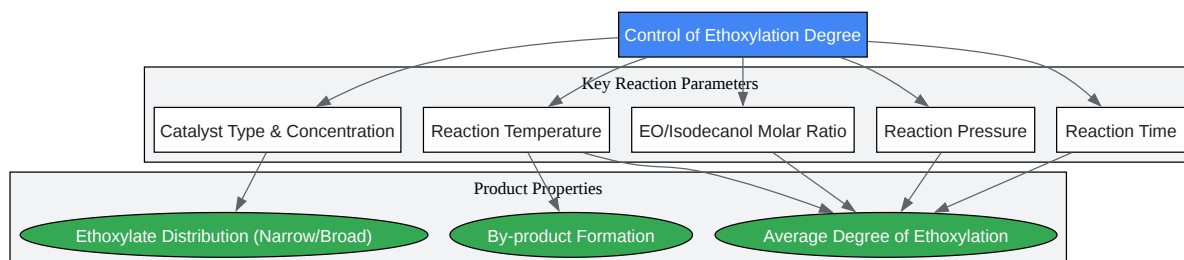 Control of Ethoxylation Degree
Key Reaction Parameters
Catalyst Type & Concentration
Reaction Temperature
EO/Isodecanol Molar Ratio
Reaction Pressure
Reaction Time
Product Properties
Ethoxylate Distribution (Narrow/Broad)
By-product Formation
Average Degree of Ethoxylation